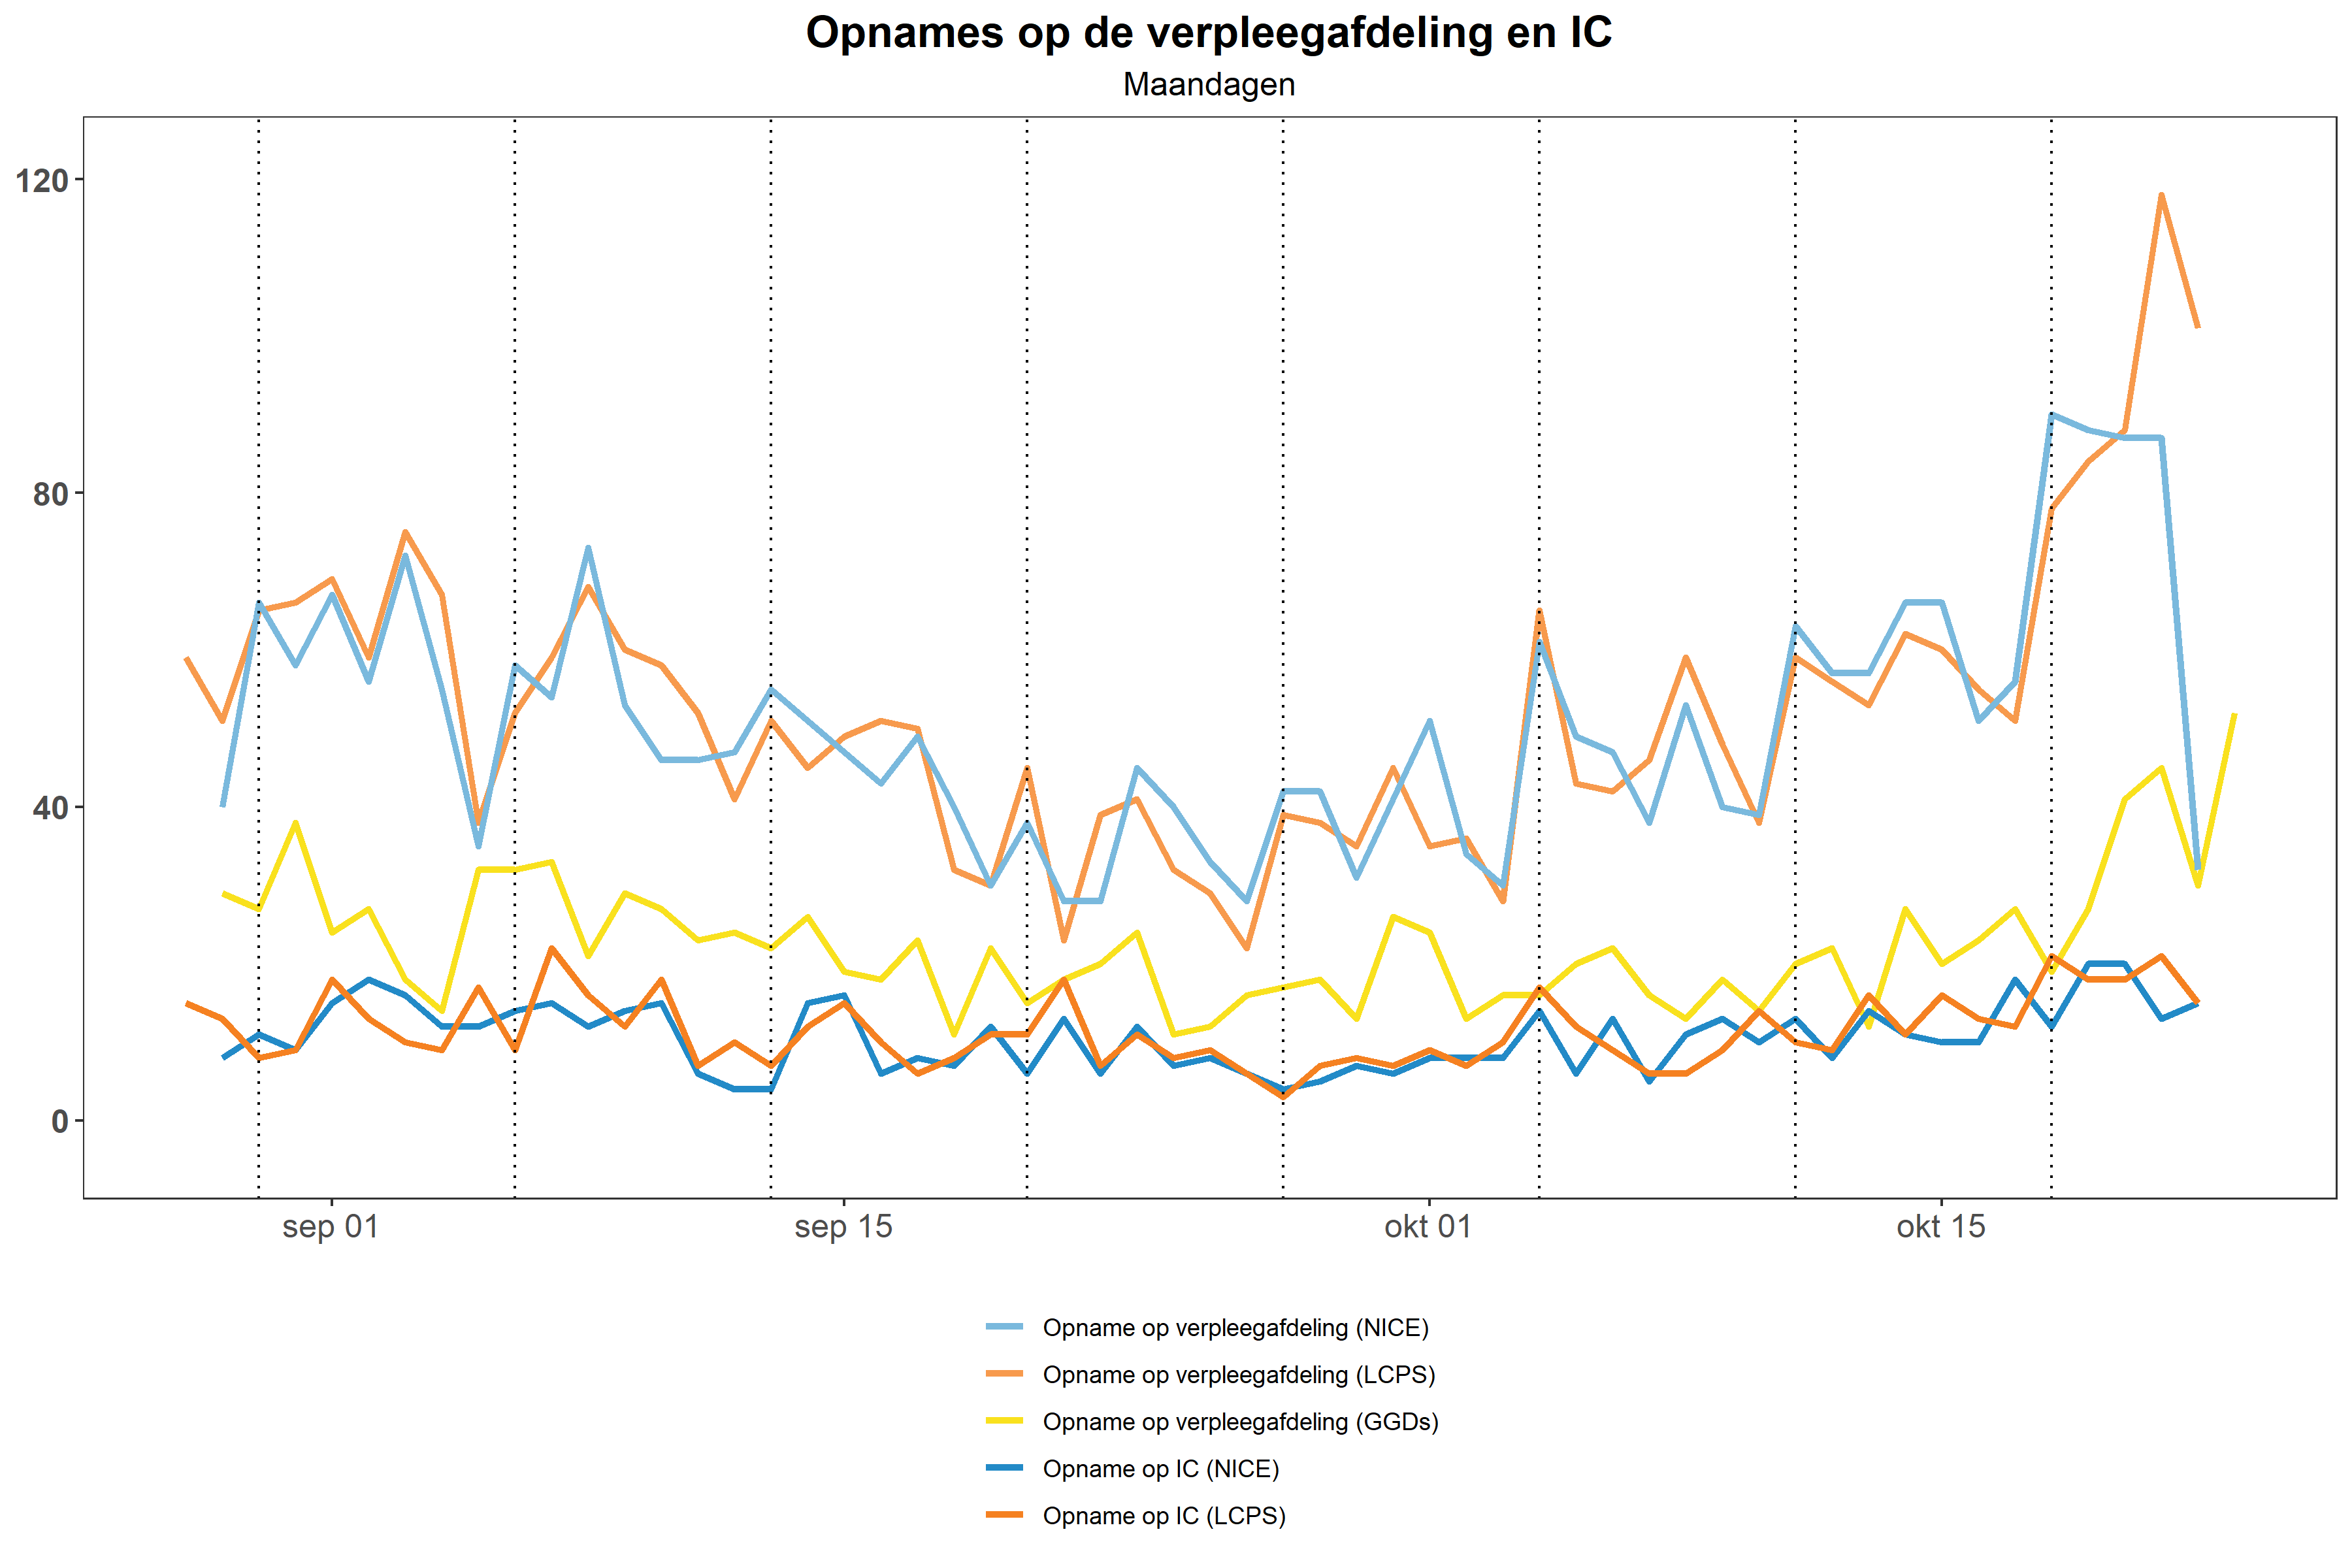 Opnames op de verpleegafdeling en IC
Maandagen
120
80
40
0
sep 01 sep 15 okt 01 okt 15
Opname op verpleegafdeling (NICE)
Opname op verpleegafdeling (LCPS)
Opname op verpleegafdeling (GGDs)
Opname op IC (NICE)
Opname op IC (LCPS)